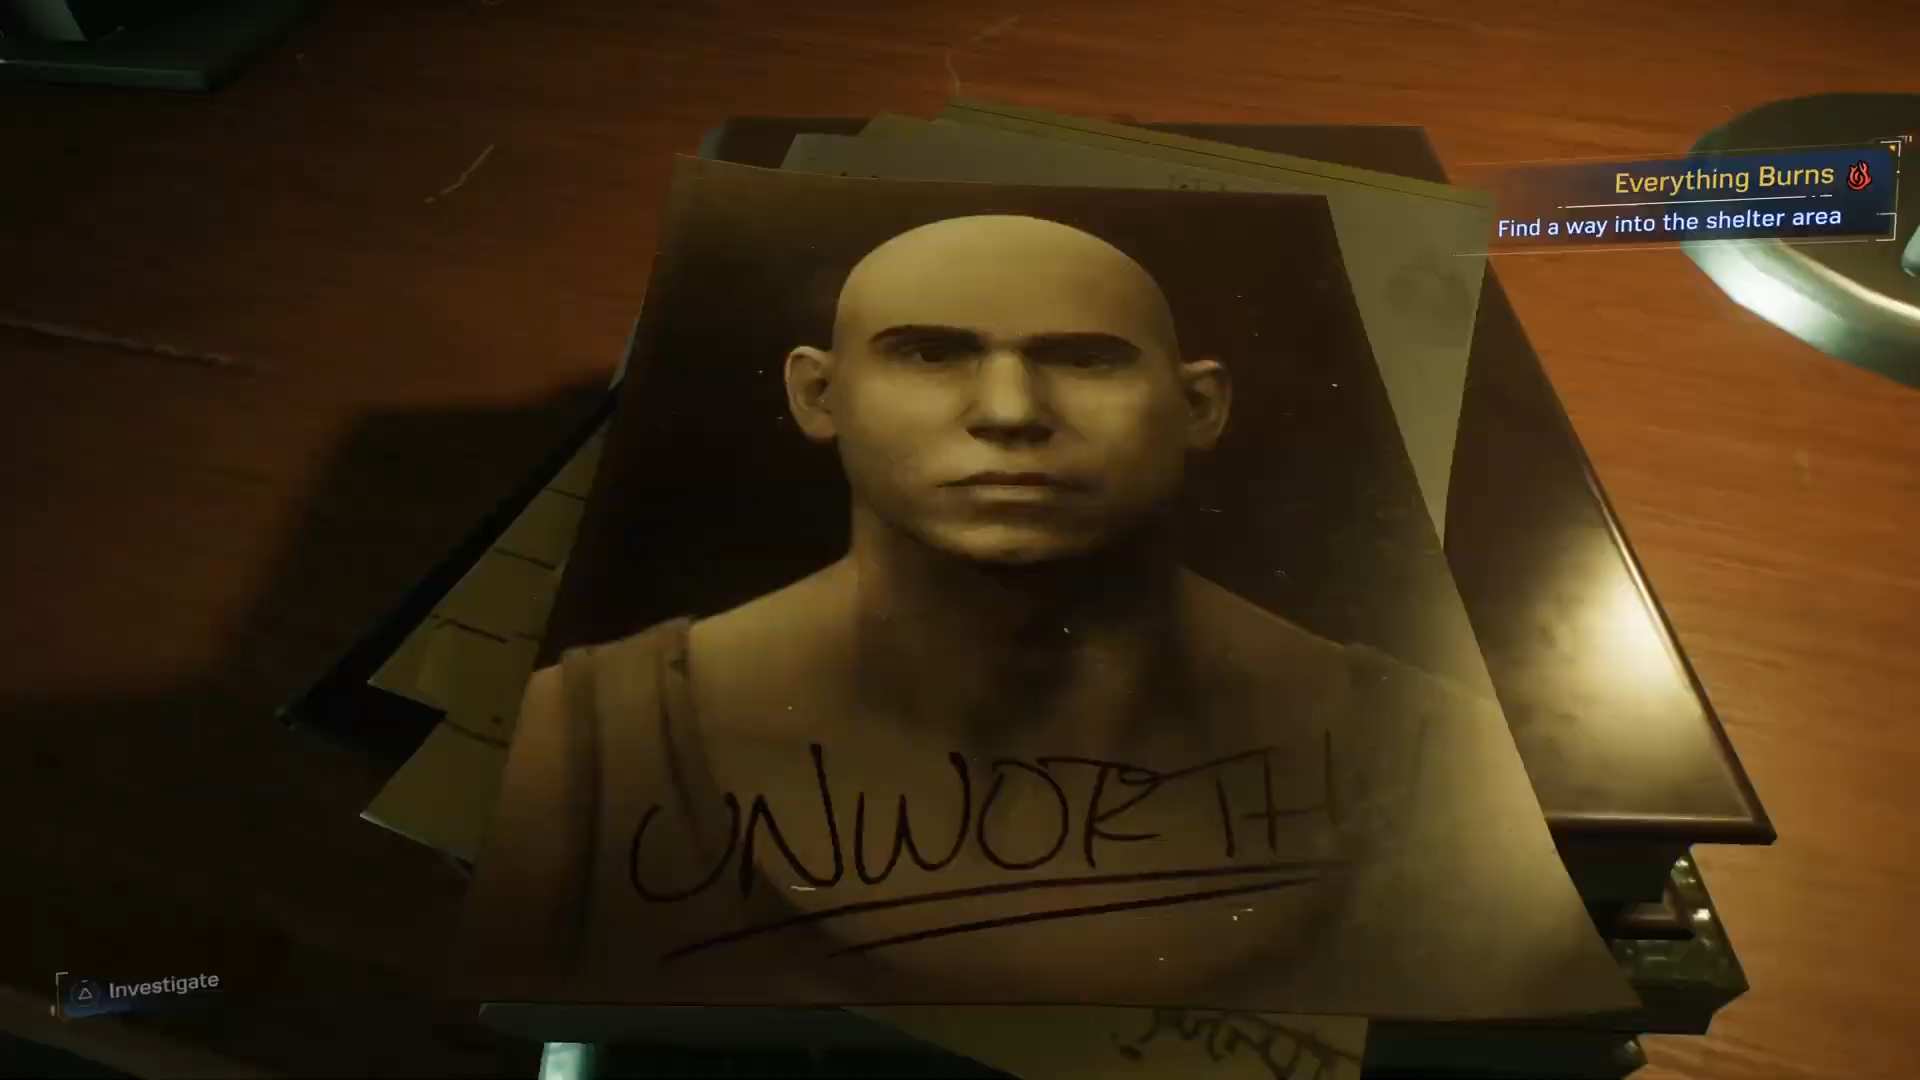 Everything Burns
Find a way into the shelter area
UNWORTH
Investigate